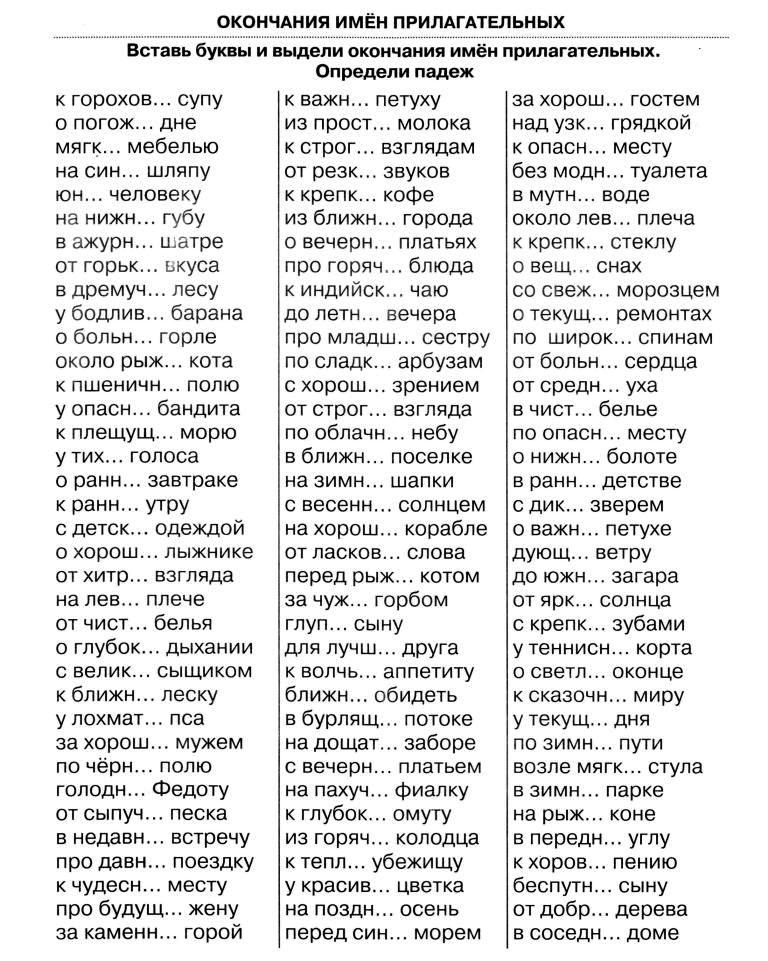 ОКОНЧАНИЯ ИМЁН ПРИЛАГАТЕЛЬНЫХ
Вставь буквы и выдели окончания имён прилагательных.
Определи падеж
к горохов... супу
о погож... дне
мягк... мебелью
на син... шляпу
юн... человеку
на нижн... губу
в ажурн... шатре
от горьк... вкуса
в дремуч... лесу
у бодлив... барана
о больн... горле
около рыж... кота
к пшеничн... полю
у опасн... бандита
к плещущ... морю
у тих... голоса
о ранн... завтраке
к ранн... утру
с детск... одеждой
о хорош... лыжнике
от хитр... взгляда
на лев... плече
от чист... белья
о глубок... дыхании
с велик... сыщиком
к ближн... леску
у лохмат... пса
за хорош... мужем
по чёрн... полю
голодн... Федоту
от сыпуч... песка
в недавн... встречу
про давн... поездку
к чудесн... месту
про будущ... жену
за каменн... горой
к важн... петуху
из прост... молока
к строг... взглядам
от резк... звуков
к крепк... кофе
из ближн... города
о вечерн... платьях
про горяч... блюда
к индийск... чаю
до летн... вечера
про младш... сестру
по сладк... арбузам
с хорош... зрением
от строг... взгляда
по облачн... небу
в ближн... поселке
на зимн... шапки
с весенн... солнцем
на хорош... корабле
от ласков... слова
перед рыж... котом
за чуж... горбом
глуп... сыну
для лучш... друга
к волчь... аппетиту
ближн... обидеть
в бурлящ... потоке
на дощат... заборе
с вечерн... платьем
на пахуч... фиалку
к глубок... омуту
из горяч... колодца
к тепл... убежищу
у красив... цветка
на поздн... осень
перед син... морем
за хорош... гостем
над узк... грядкой
к опасн... месту
без модн... туалета
в мутн... воде
около лев... плеча
к крепк... стеклу
о вещ... снах
со свеж... морозцем
о текущ... ремонтах
по широк... спинам
от больн... сердца
от средн... уха
в чист... белье
по опасн... месту
о нижн... болоте
в ранн... детстве
с дик... зверем
о важн... петухе
дующ... ветру
до южн... загара
от ярк... солнца
с крепк... зубами
у теннисн... корта
о светл... оконце
к сказочн... миру
у текущ... дня
по зимн... пути
возле мягк... стула
в зимн... парке
на рыж... коне
в передн... углу
к хоров... пению
беспутн... сыну
от добр... дерева
в соседн... доме